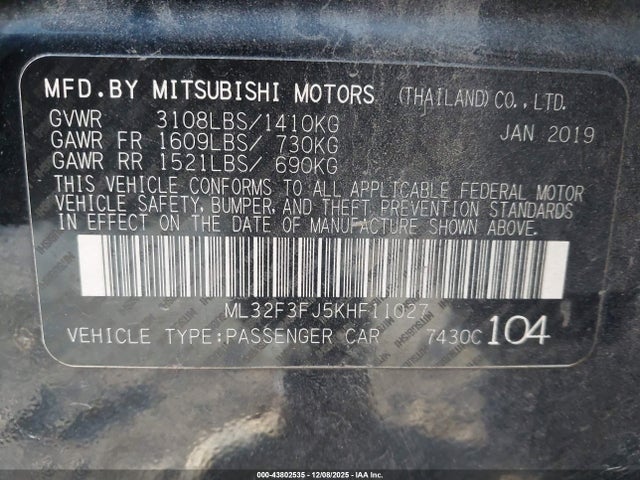 MFD.BY MITSUBISHI MOTORS (THAILAND)CO.,LTD.
GVWR 3108LBS/1410KG JAN 2019
GAWR FR 1609LBS/ 730KG
GAWR RR 1521LBS/ 690KG
THIS VEHICLE CONFORMS TO ALL APPLICABLE FEDERAL MOTOR
VEHICLE SAFETY, BUMPER, AND THEFT PREVENTION STANDARDS
IN EFFECT ON THE DATE OF MANUFACTURE SHOWN ABOVE.
ML32F3FJ5KHF11027
VEHICLE TYPE:PASSENGER CAR 7430C 104
00-43802535 - 12/08/2025 - IAA Inc.